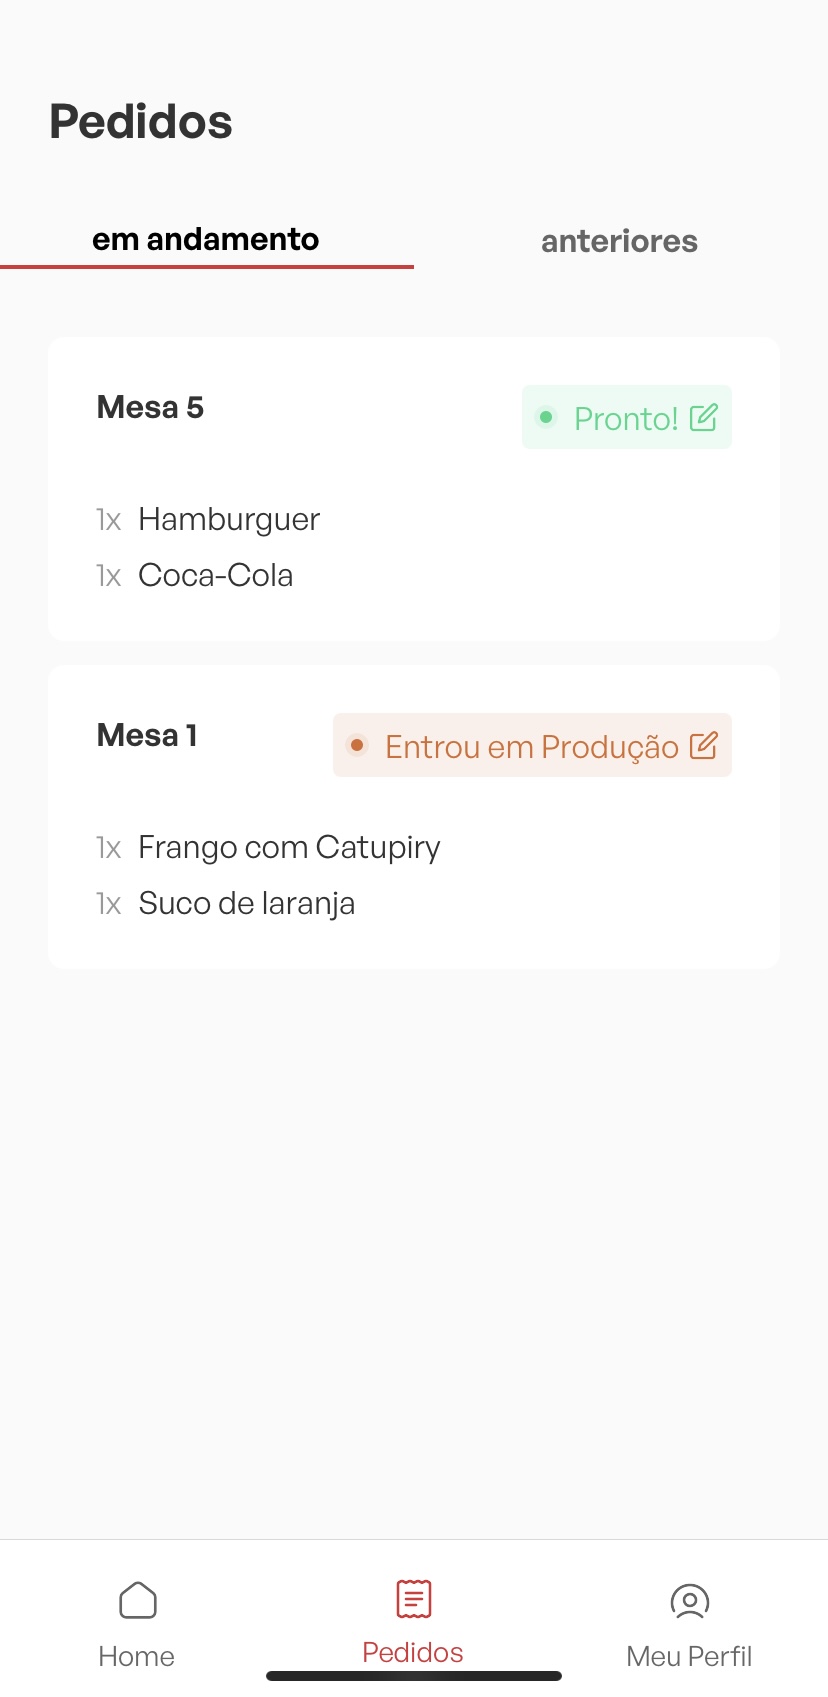 Pedidos
em andamento
anteriores
Mesa 5
Pronto!
1x Hamburguer
1x Coca-Cola
Mesa 1
Entrou em Produção
1x Frango com Catupiry
1x Suco de laranja
Home
Pedidos
Meu Perfil